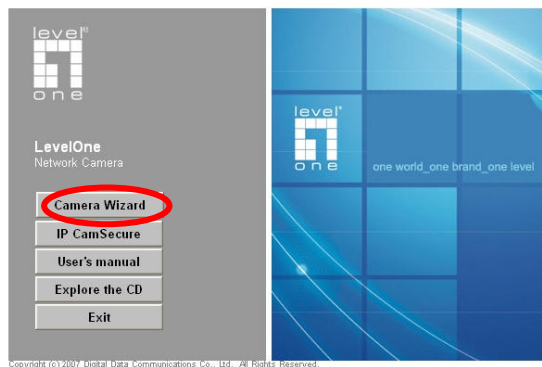 level®
one
LevelOne
Network Camera
Camera Wizard
IP CamSecure
User's manual
Explore the CD
Exit
level®
one
one world_one brand_one level
Copyright (c) 2007 Digital Data Communications Co., Ltd. All Rights Reserved.